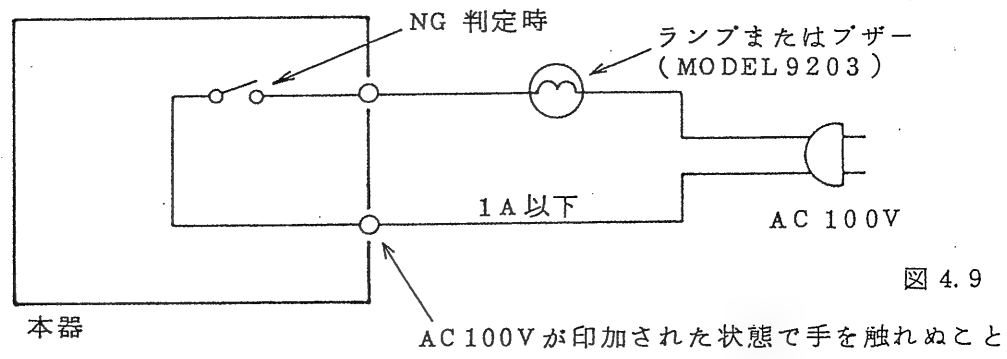 NG 判定時
ランプまたはブザー
(MODEL9203)
1A以下
AC 100V
図 4.9
本器
AC100Vが印加された状態で手を触れぬこと